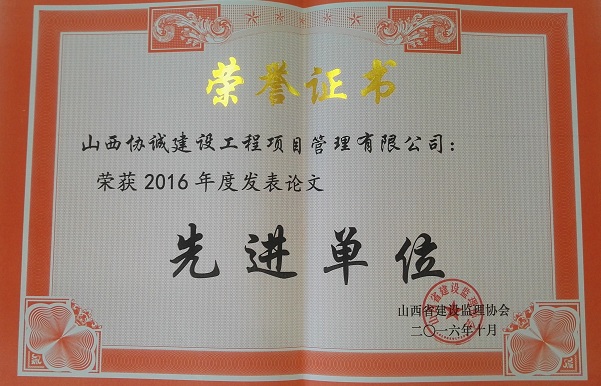 荣誉证书
山西协诚建设工程项目管理有限公司：
荣获2016年度发表论文
先进单位
山西省建设监理协会
二〇一六年十月